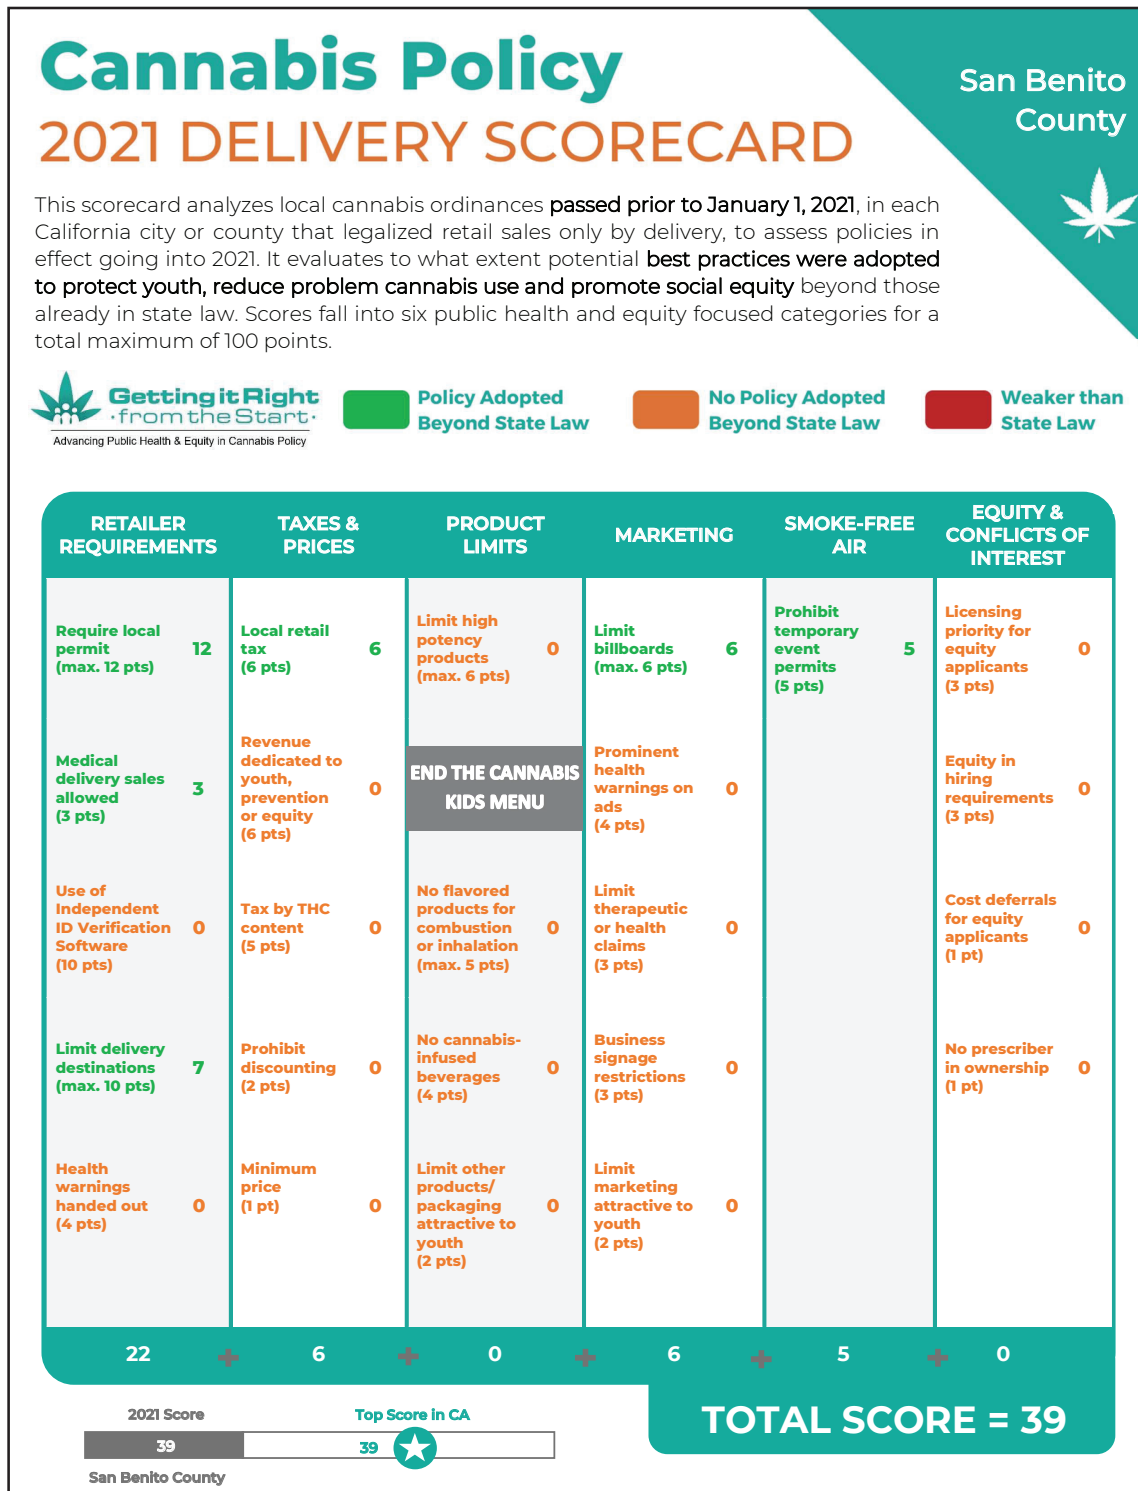 Cannabis Policy
2021 DELIVERY SCORECARD
San Benito
County
This scorecard analyzes local cannabis ordinances passed prior to January 1, 2021, in each
California city or county that legalized retail sales only by delivery, to assess policies in
effect going into 2021. It evaluates to what extent potential best practices were adopted
to protect youth, reduce problem cannabis use and promote social equity beyond those
already in state law. Scores fall into six public health and equity focused categories for a
total maximum of 100 points.
Getting it Right
·from the Start·
Advancing Public Health & Equity in Cannabis Policy
Policy Adopted
Beyond State Law
No Policy Adopted
Beyond State Law
Weaker than
State Law
RETAILER
REQUIREMENTS
Require local
permit
(max. 12 pts)
12
Medical
delivery sales
allowed
(3 pts)
3
Use of
Independent
ID Verification
Software
(10 pts)
0
Limit delivery
destinations
(max. 10 pts)
7
Health
warnings
handed out
(4 pts)
0
22
TAXES &
PRICES
Local retail
tax
(6 pts)
6
Revenue
dedicated to
youth,
prevention
or equity
(6 pts)
0
Tax by THC
content
(5 pts)
0
Prohibit
discounting
(2 pts)
0
Minimum
price
(1 pt)
0
+
6
PRODUCT
LIMITS
Limit high
potency
products
(max. 6 pts)
0
END THE CANNABIS
KIDS MENU
No flavored
products for
combustion
or inhalation
(max. 5 pts)
0
No cannabis-
infused
beverages
(4 pts)
0
Limit other
products/
packaging
attractive to
youth
(2 pts)
0
+
0
MARKETING
Limit
billboards
(max. 6 pts)
6
Prominent
health
warnings on
ads
(4 pts)
0
Limit
therapeutic
or health
claims
(3 pts)
0
Business
signage
restrictions
(3 pts)
0
Limit
marketing
attractive to
youth
(2 pts)
0
+
6
SMOKE-FREE
AIR
Prohibit
temporary
event
permits
(5 pts)
5
+
5
EQUITY &
CONFLICTS OF
INTEREST
Licensing
priority for
equity
applicants
(3 pts)
0
Equity in
hiring
requirements
(3 pts)
0
Cost deferrals
for equity
applicants
(1 pt)
0
No prescriber
in ownership
(1 pt)
0
+
0
TOTAL SCORE = 39
2021 Score
Top Score in CA
39
39
San Benito County